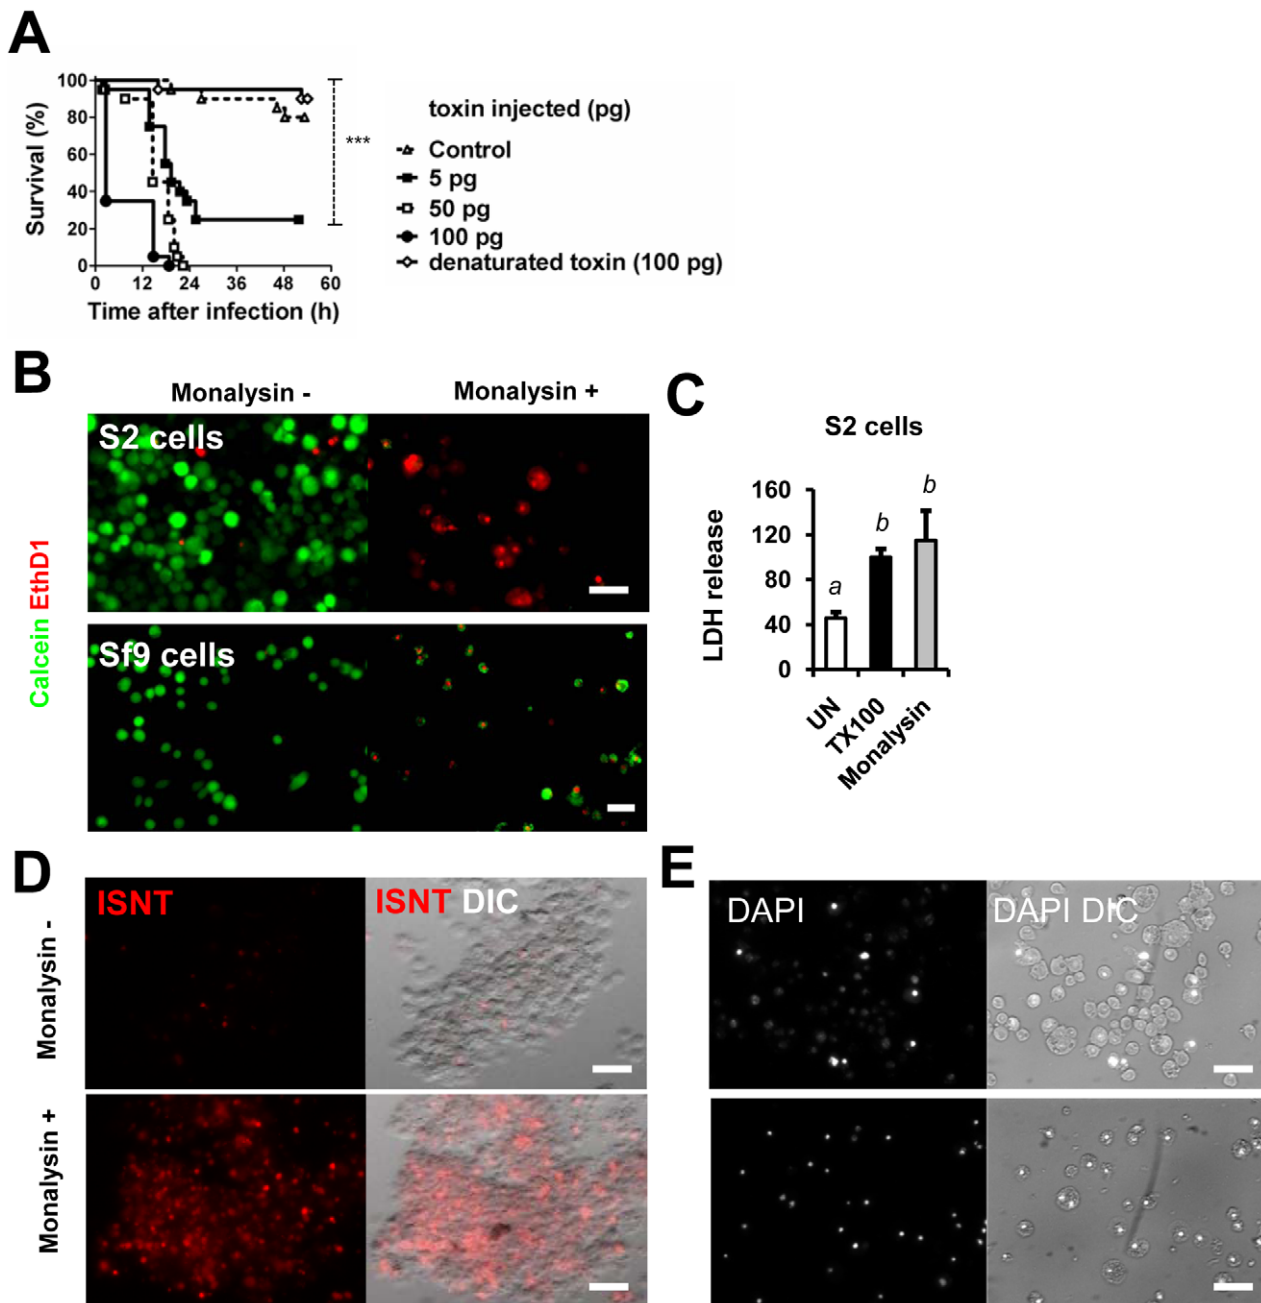 A
100
80
60
40
20
0
Survival (%)
0 12 24 36 48 60
Time after infection (h)
***
toxin injected (pg)
Control
5 pg
50 pg
100 pg
denaturated toxin (100 pg)
B
Monalysin -
Monalysin +
Calcein EthD1
S2 cells
Sf9 cells
C
S2 cells
LDH release
160
120
80
40
0
a
b
b
UN
TX100
Monalysin
D
Monalysin -
Monalysin +
ISNT
ISNT DIC
E
DAPI
DAPI DIC